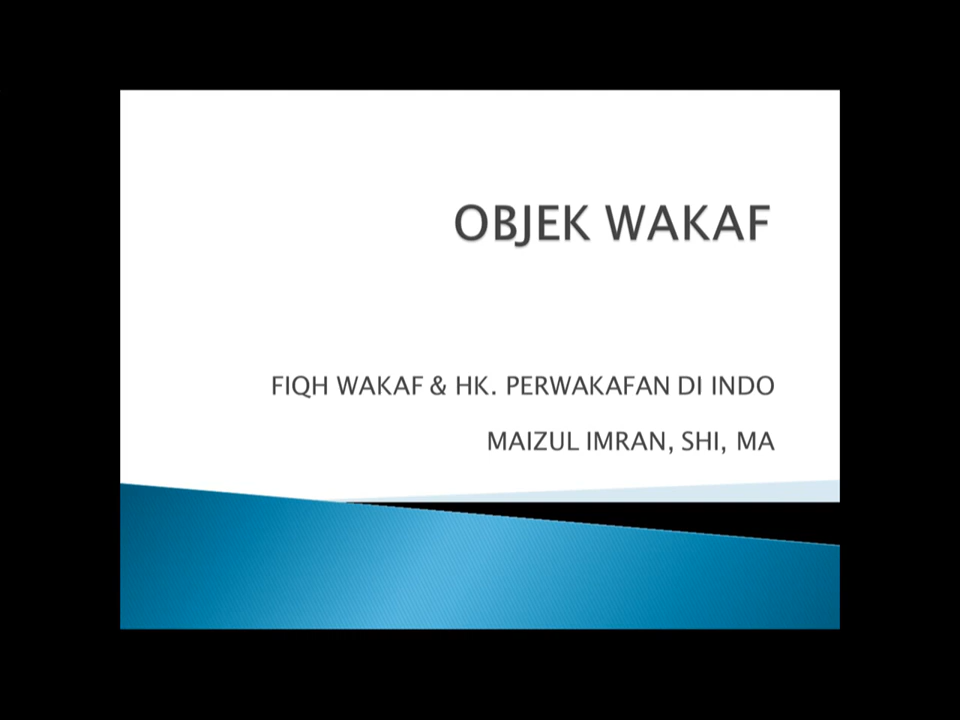 OBJEK WAKAF
FIQH WAKAF & HK. PERWAKAFAN DI INDO
MAIZUL IMRAN, SHI, MA